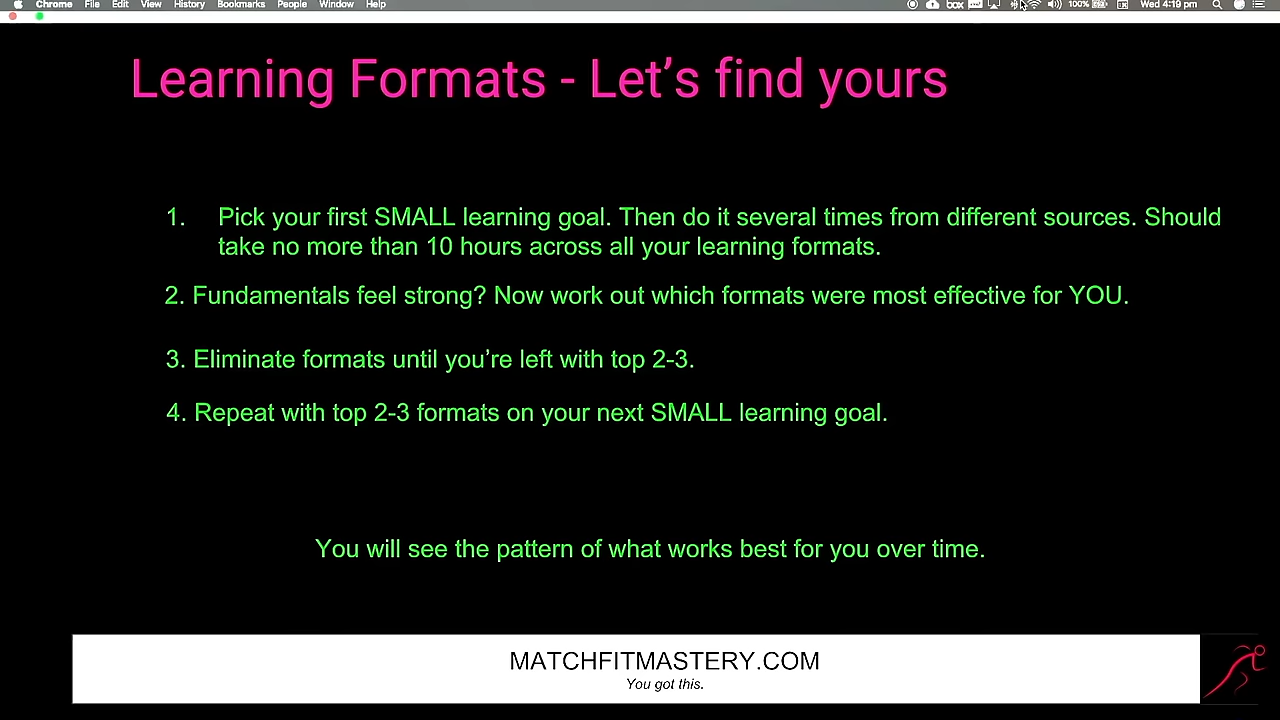 Chrome File Edit View History Bookmarks People Window Help box 100% Wed 4:19 pm
Learning Formats - Let’s find yours
1. Pick your first SMALL learning goal. Then do it several times from different sources. Should
take no more than 10 hours across all your learning formats.
2. Fundamentals feel strong? Now work out which formats were most effective for YOU.
3. Eliminate formats until you’re left with top 2-3.
4. Repeat with top 2-3 formats on your next SMALL learning goal.
You will see the pattern of what works best for you over time.
MATCHFITMASTERY.COM
You got this.